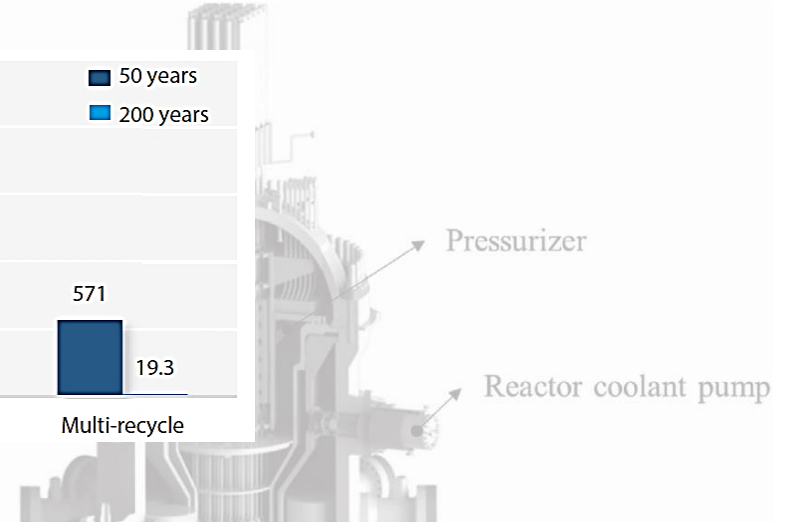 50 years
200 years
Pressurizer
571
19.3
Reactor coolant pump
Multi-recycle